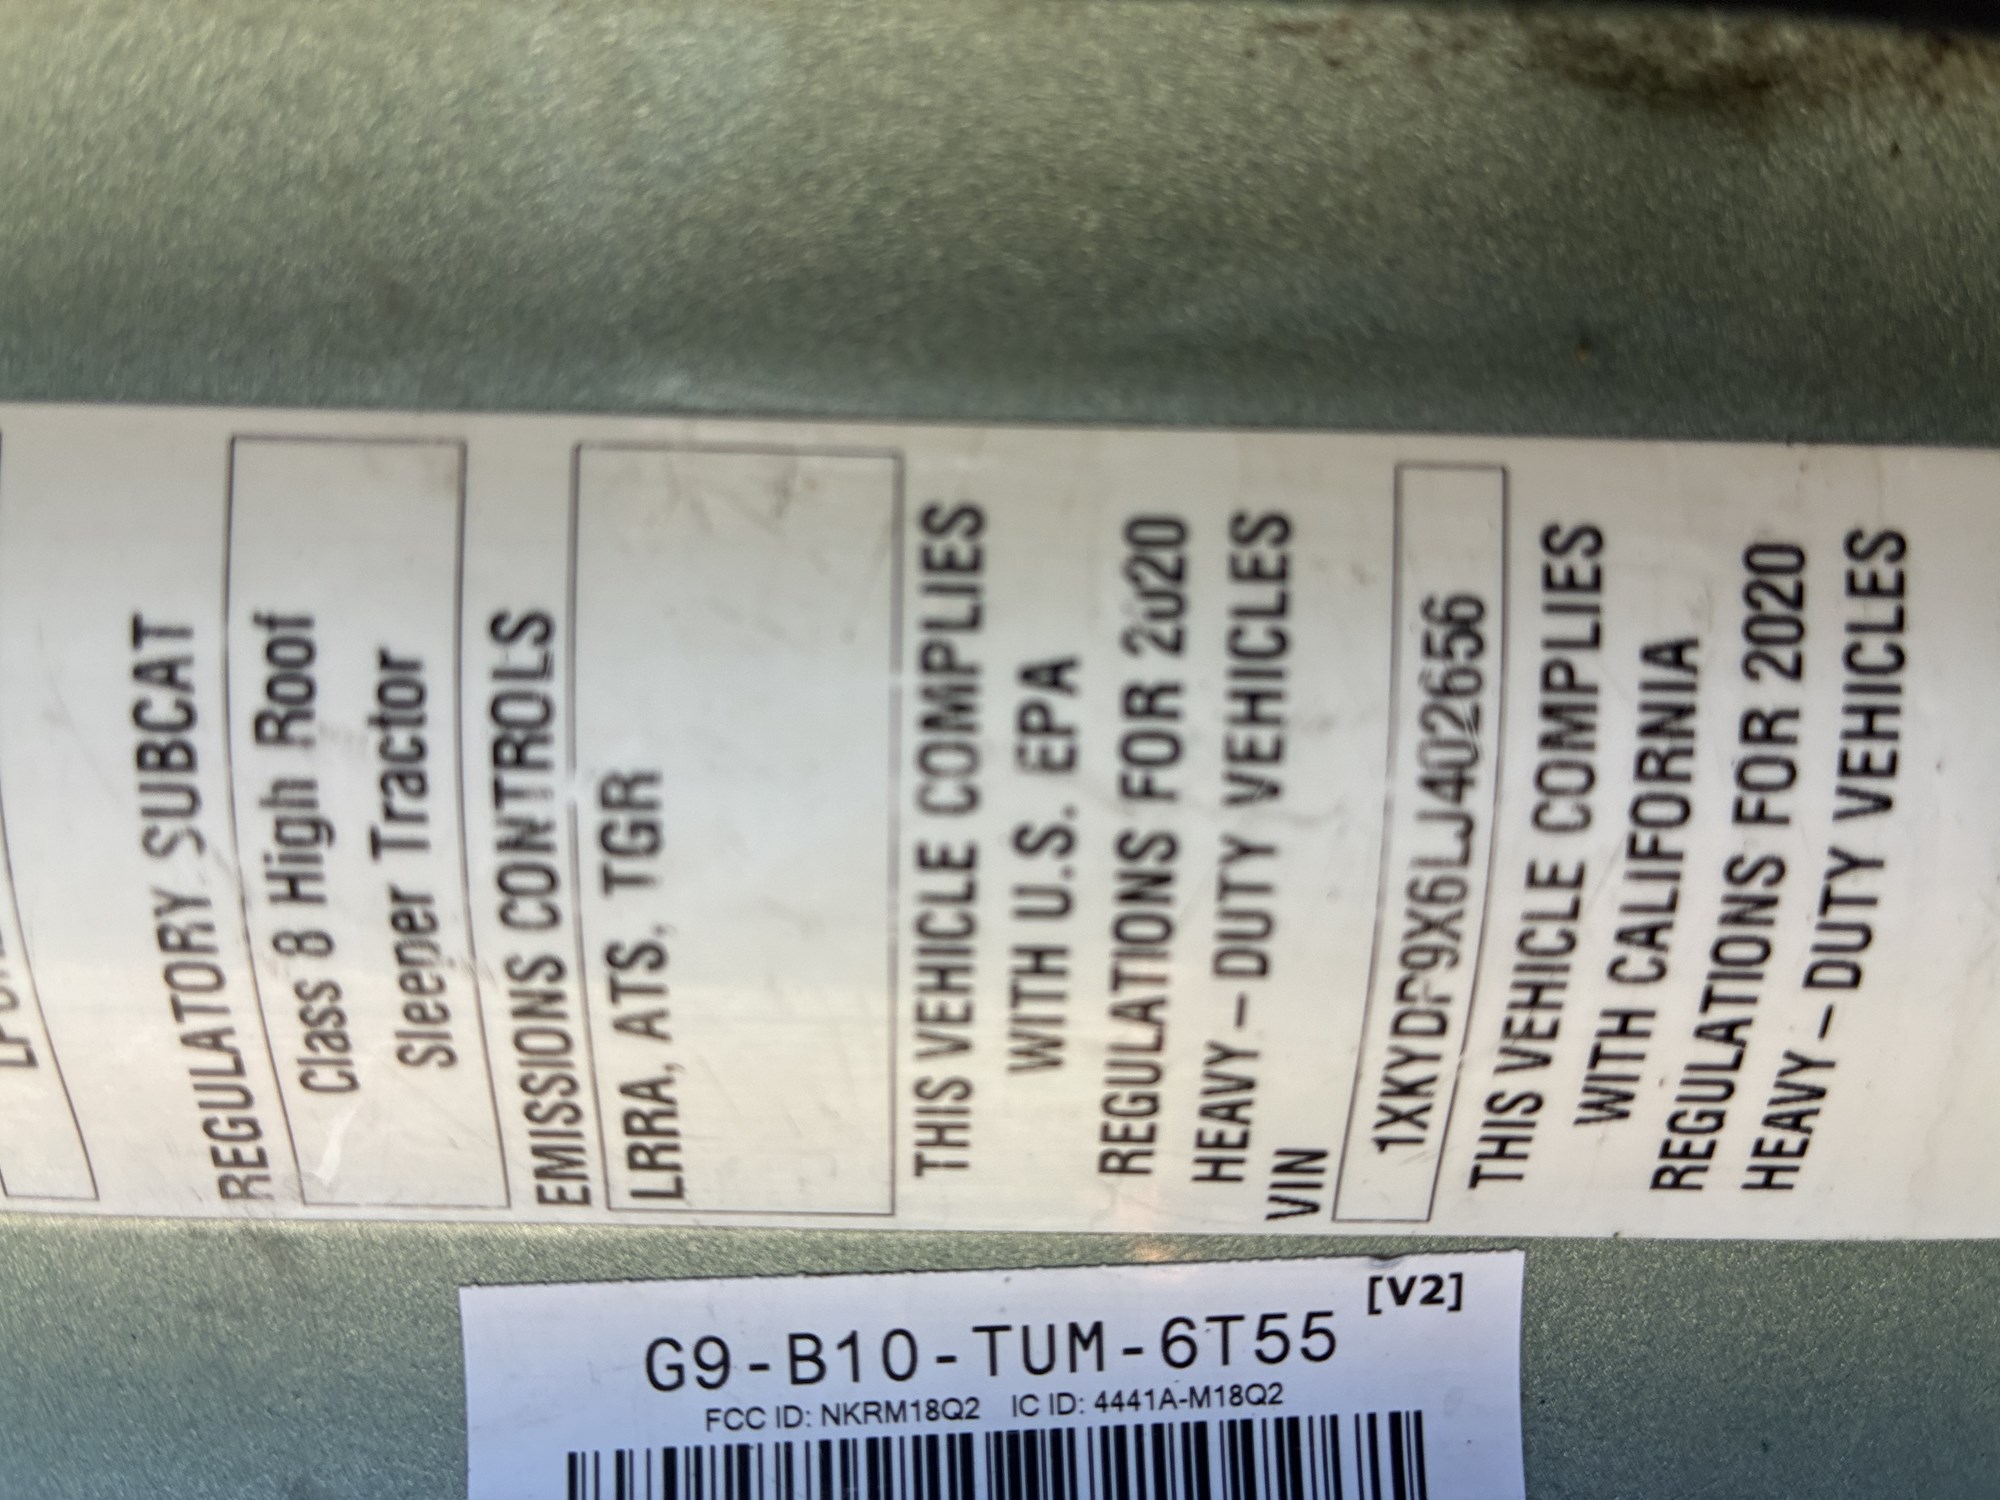 REGULATORY SUBCAT
Class 8 High Roof
Sleeper Tractor
EMISSIONS CONTROLS
LRRA, ATS, TGR
THIS VEHICLE COMPLIES
WITH U.S. EPA
REGULATIONS FOR 2020
HEAVY – DUTY VEHICLES
VIN
1XKYDP9X6LJ402656
THIS VEHICLE COMPLIES
WITH CALIFORNIA
REGULATIONS FOR 2020
HEAVY – DUTY VEHICLES
[V2]
G9-B10-TUM-6T55
FCC ID: NKRM18Q2 IC ID: 4441A-M18Q2